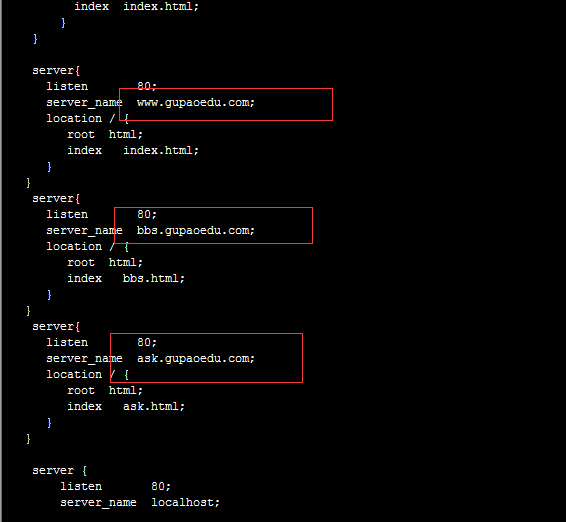 index index.html;
}
}
server{
listen 80;
server_name www.gupaoedu.com;
location / {
root html;
index index.html;
}
}
server{
listen 80;
server_name bbs.gupaoedu.com;
location / {
root html;
index bbs.html;
}
}
server{
listen 80;
server_name ask.gupaoedu.com;
location / {
root html;
index ask.html;
}
}
server {
listen 80;
server_name localhost;